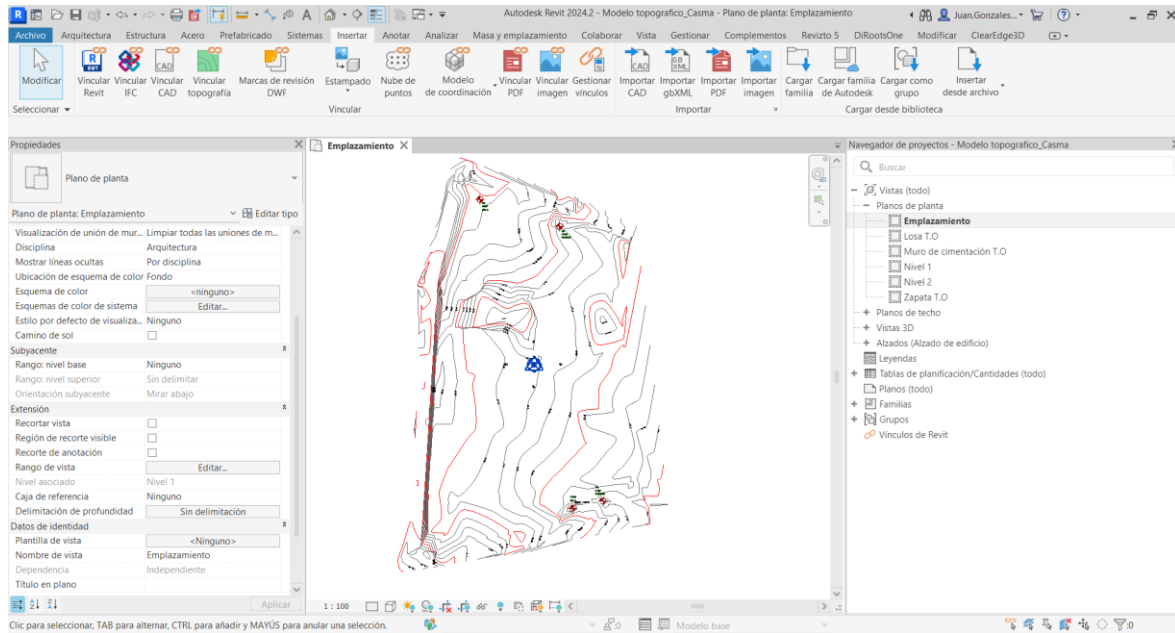 Autodesk Revit 2024.2 - Modelo topografico_Casma - Plano de planta: Emplazamiento
Juan.Gonzales...
Archivo Arquitectura Estructura Acero Prefabricado Sistemas Insertar Anotar Analizar Masa y emplazamiento Colaborar Vista Gestionar Complementos Revizto 5 DiRootsOne Modificar ClearEdge3D
Modificar
Vincular Revit
Vincular IFC
Vincular CAD
Vincular topografía
Marcas de revisión DWF
Estampado
Nube de puntos
Modelo de coordinación
Vincular PDF
Vincular imagen
Gestionar vínculos
Importar CAD
Importar gbXML
Importar PDF
Importar imagen
Cargar familia
Cargar familia de Autodesk
Cargar como grupo
Insertar desde archivo
Seleccionar
Vincular
Importar
Cargar desde biblioteca
Propiedades
Plano de planta
Plano de planta: Emplazamiento
Editar tipo
Visualización de unión de mur... Limpiar todas las uniones de m...
Disciplina Arquitectura
Mostrar líneas ocultas Por disciplina
Ubicación de esquema de color Fondo
Esquema de color <ninguno>
Esquemas de color de sistema Editar...
Estilo por defecto de visualiza... Ninguno
Camino de sol
Subyacente
Rango: nivel base Ninguno
Rango: nivel superior Sin delimitar
Orientación subyacente Mirar abajo
Extensión
Recortar vista
Región de recorte visible
Recorte de anotación
Rango de vista Editar...
Nivel asociado Nivel 1
Caja de referencia Ninguno
Delimitación de profundidad Sin delimitación
Datos de identidad
Plantilla de vista <Ninguno>
Nombre de vista Emplazamiento
Dependencia Independiente
Título en plano
Aplicar
Emplazamiento
1 : 100
Navegador de proyectos - Modelo topografico_Casma
Buscar
Vistas (todo)
Planos de planta
Emplazamiento
Losa T.O
Muro de cimentación T.O
Nivel 1
Nivel 2
Zapata T.O
Planos de techo
Vistas 3D
Alzados (Alzado de edificio)
Leyendas
Tablas de planificación/Cantidades (todo)
Planos (todo)
Familias
Grupos
Vínculos de Revit
Clic para seleccionar, TAB para alternar, CTRL para añadir y MAYÚS para anular una selección.
:0
Modelo base
:0